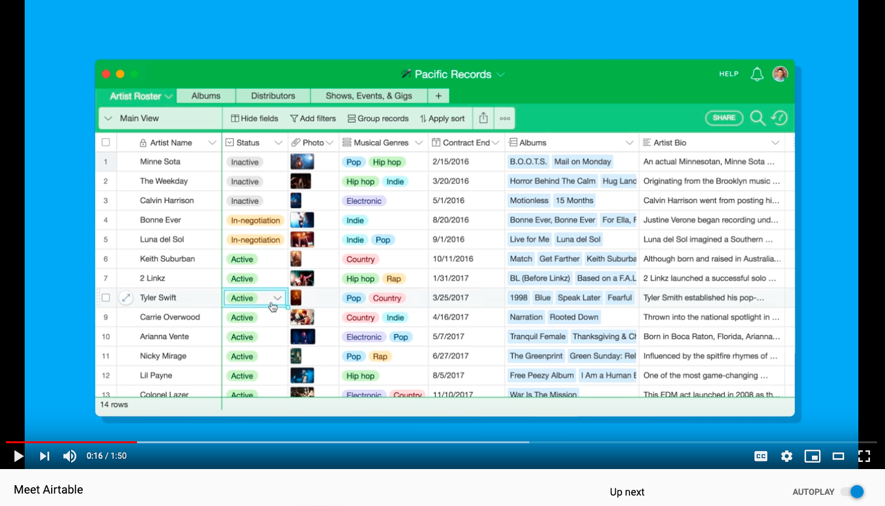 Pacific Records
HELP
Artist Roster Albums Distributors Shows, Events, & Gigs +
Main View Hide fields Add filters Group records Apply sort SHARE
Artist Name Status Photo Musical Genres Contract End Albums Artist Bio
1 Minne Sota Inactive Pop Hip hop 2/15/2016 B.O.O.T.S. Mail on Monday An actual Minnesotan, Minne Sota ...
2 The Weekday Inactive Hip hop Indie 3/20/2016 Horror Behind The Calm Hug Lanc Originating from the Brooklyn music ...
3 Calvin Harrison Inactive Electronic 5/1/2016 Motionless 15 Months Calvin Harrison went from posting hi...
4 Bonne Ever In-negotiation Indie 8/20/2016 Bonne Ever, Bonne Ever For Ella, F Justine Verone began recording und...
5 Luna del Sol In-negotiation Indie Pop 9/1/2016 Live for Me Luna del Sol Luna del Sol imagined a Southern ...
6 Keith Suburban Active Country 10/11/2016 Match Get Farther Keith Suburba Although born and raised in Australia...
7 2 Linkz Active Hip hop Rap 1/31/2017 BL (Before Linkz) Based on a F.A.L 2 Linkz launched a successful solo ...
Tyler Swift Active Pop Country 3/25/2017 1998 Blue Speak Later Fearful Tyler Smith established his pop-...
9 Carrie Overwood Active Country Indie 4/16/2017 Narration Rooted Down Thrown into the national spotlight in ...
10 Arianna Vente Active Electronic Pop 5/7/2017 Tranquil Female Thanksgiving & Ch Born in Boca Raton, Florida, Arianna...
11 Nicky Mirage Active Pop Rap 6/27/2017 The Greenprint Green Sunday: Rel Influenced by the spitfire rhymes of ...
12 Lil Payne Active Hip hop 8/5/2017 Free Peezy Album I Am a Human E One of the most game-changing ...
13 Colonel Lazer Active Electronic Country 11/10/2017 War Is The Mission This EDM act launched in 2008 as th...
14 rows
0:16 / 1:50 CC
Meet Airtable
Up next AUTOPLAY